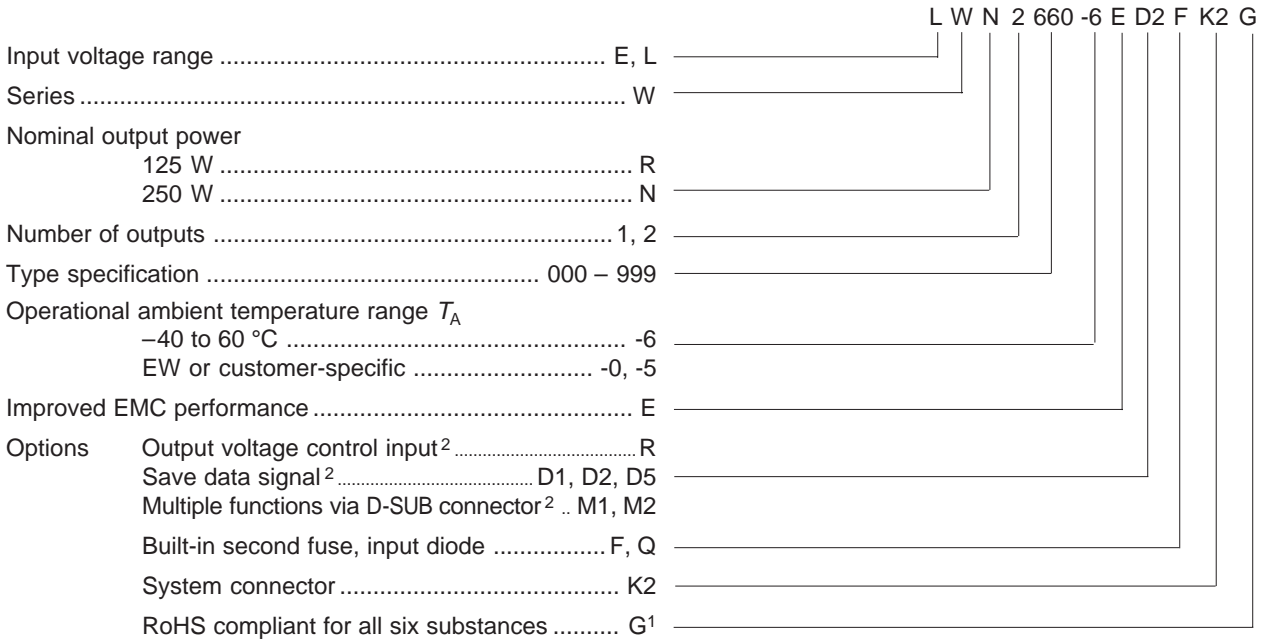 L W N 2 660 -6 E D2 F K2 G
Input voltage range .......................................................... E, L
Series .................................................................................. W
Nominal output power
125 W .............................................................. R
250 W .............................................................. N
Number of outputs ............................................................ 1, 2
Type specification .................................................. 000 – 999
Operational ambient temperature range TA
–40 to 60 °C ....................................................... -6
EW or customer-specific ........................... -0, -5
Improved EMC performance .................................................... E
Options Output voltage control input 2 ....................................... R
Save data signal 2 .................................................. D1, D2, D5
Multiple functions via D-SUB connector 2 .. M1, M2
Built-in second fuse, input diode ................. F, Q
System connector ........................................... K2
RoHS compliant for all six substances .......... G1